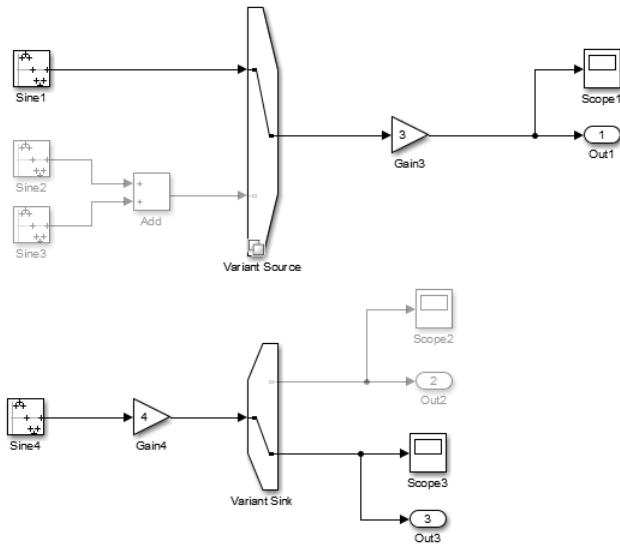 Sine1
Scope1
3
Gain3
1
Out1
Sine2
+
+
Add
Sine3
Variant Source
Scope2
2
Out2
Sine4
4
Gain4
Scope3
Variant Sink
3
Out3